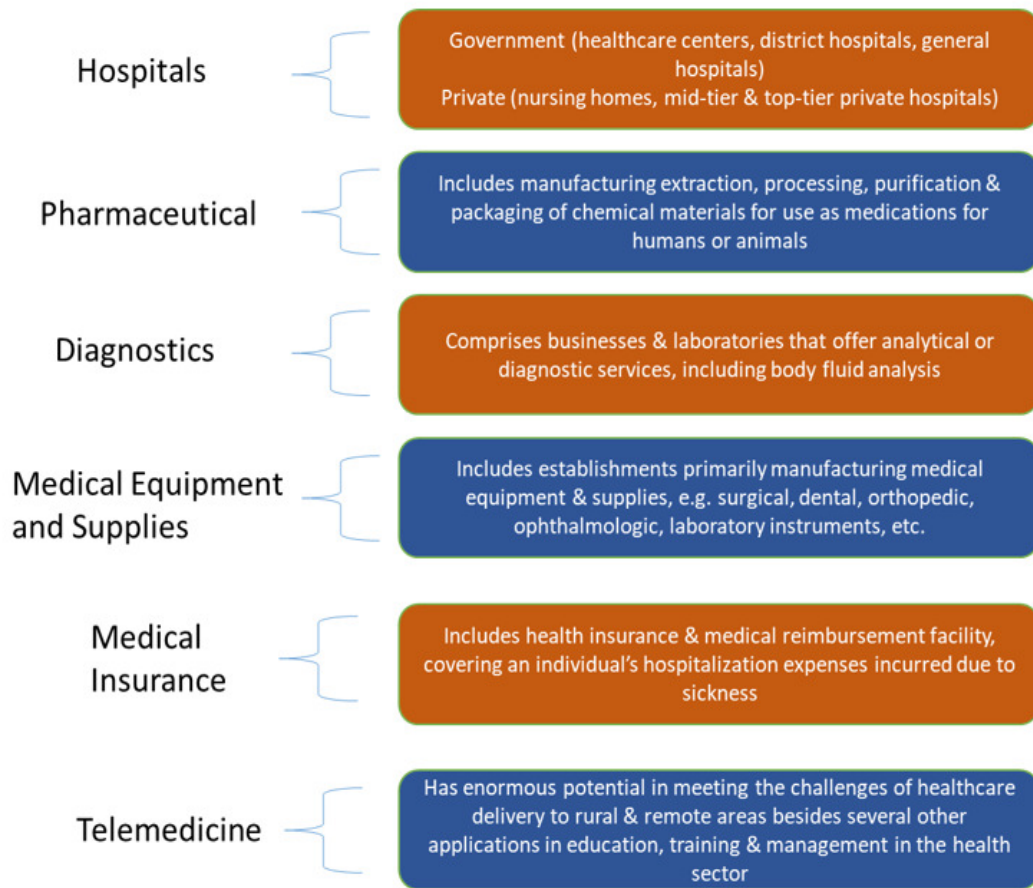 Hospitals
Government (healthcare centers, district hospitals, general
hospitals)
Private (nursing homes, mid-tier & top-tier private hospitals)
Pharmaceutical
Includes manufacturing extraction, processing, purification &
packaging of chemical materials for use as medications for
humans or animals
Diagnostics
Comprises businesses & laboratories that offer analytical or
diagnostic services, including body fluid analysis
Medical Equipment
and Supplies
Includes establishments primarily manufacturing medical
equipment & supplies, e.g. surgical, dental, orthopedic,
ophthalmologic, laboratory instruments, etc.
Medical
Insurance
Includes health insurance & medical reimbursement facility,
covering an individual’s hospitalization expenses incurred due to
sickness
Telemedicine
Has enormous potential in meeting the challenges of healthcare
delivery to rural & remote areas besides several other
applications in education, training & management in the health
sector